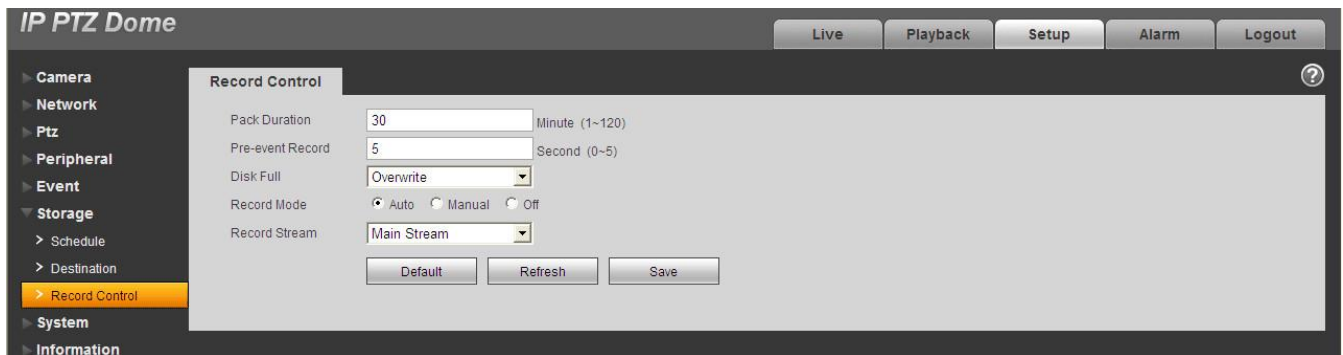 IP PTZ Dome
Live Playback Setup Alarm Logout
Camera
Network
Ptz
Peripheral
Event
Storage
> Schedule
> Destination
> Record Control
System
Information
Record Control
?
Pack Duration 30 Minute (1~120)
Pre-event Record 5 Second (0~5)
Disk Full Overwrite
Record Mode Auto Manual Off
Record Stream Main Stream
Default Refresh Save